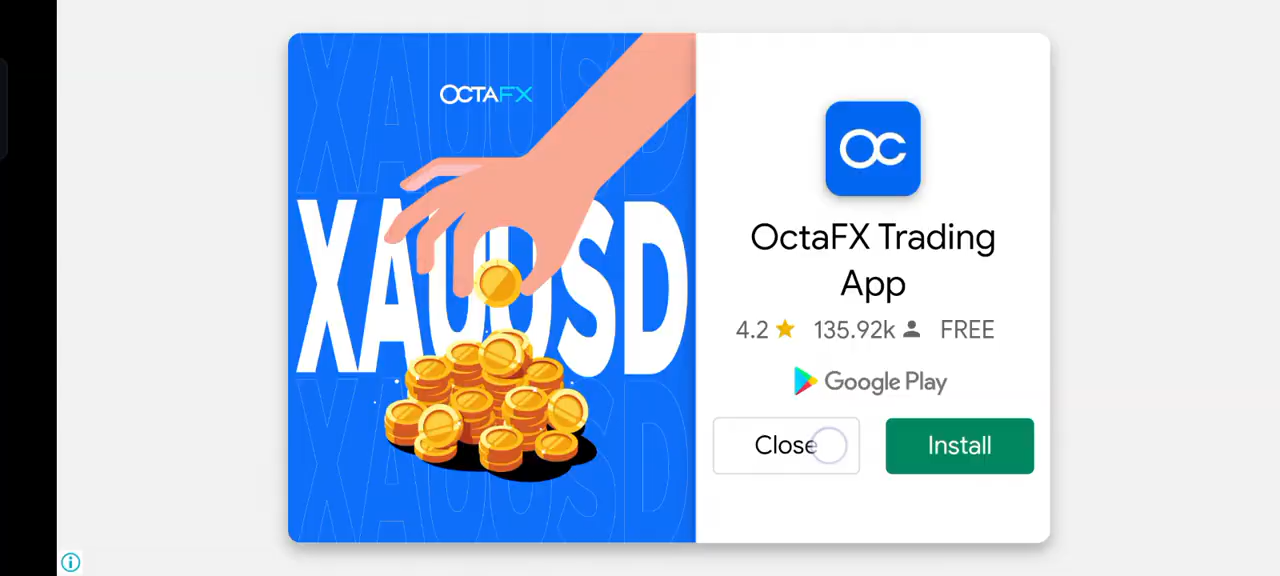 OCTAFX
XAUUSD
OC
OctaFX Trading
App
4.2 135.92k FREE
Google Play
Close Install